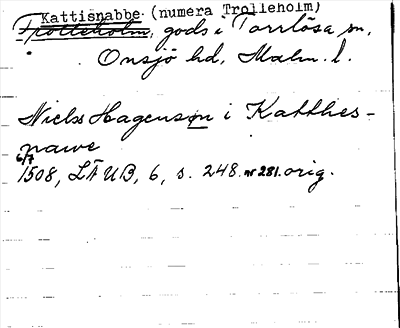 Kattisnabbe. (numera Trolleholm)
Trolleholm, gods i Torrlösa sn,
Onsjö hd, Malm. l.
Niels Hagensøn i Katthes-
nawe
6/7
1508, LÄUB, 6, s. 248. nr 281. orig.